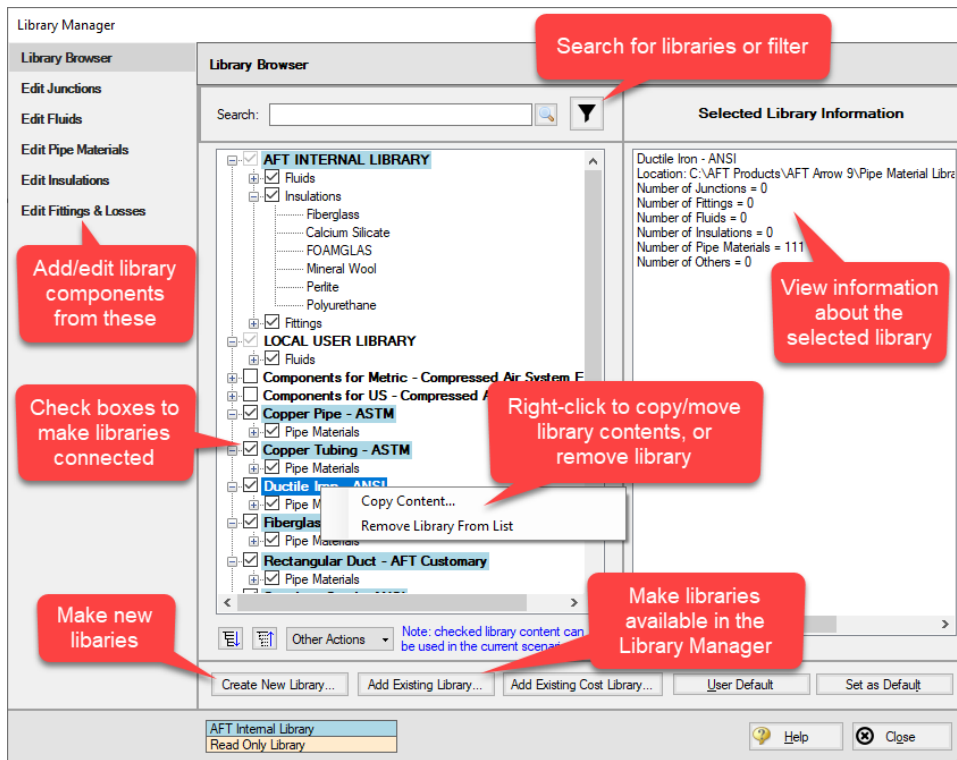 Library Manager
Library Browser
Edit Junctions
Edit Fluids
Edit Pipe Materials
Edit Insulations
Edit Fittings & Losses
Add/edit library
components
from these
Library Browser
Search for libraries or filter
Search:
AFT INTERNAL LIBRARY
Fluids
Insulations
Fiberglass
Calcium Silicate
FOAMGLAS
Mineral Wool
Perlite
Polyurethane
Fittings
LOCAL USER LIBRARY
Fluids
Components for Metric - Compressed Air System E
Components for US - Compressed A
Copper Pipe - ASTM
Pipe Materials
Copper Tubing - ASTM
Pipe Materials
Ductile Iron - ANSI
Pipe M
Fiberglas
Pipe Materials
Rectangular Duct - AFT Customary
Pipe Materials
Check boxes to
make libraries
connected
Right-click to copy/move
library contents, or
remove library
Copy Content...
Remove Library From List
Selected Library Information
Ductile Iron - ANSI
Location: C:\AFT Products\AFT Arrow 9\Pipe Material Libra
Number of Junctions = 0
Number of Fittings = 0
Number of Fluids = 0
Number of Insulations = 0
Number of Pipe Materials = 111
Number of Others = 0
View information
about the
selected library
Make new
libaries
Make libraries
available in the
Library Manager
Other Actions
Note: checked library content can
be used in the current scenari
Create New Library...
Add Existing Library...
Add Existing Cost Library...
User Default
Set as Default
AFT Internal Library
Read Only Library
Help
Close